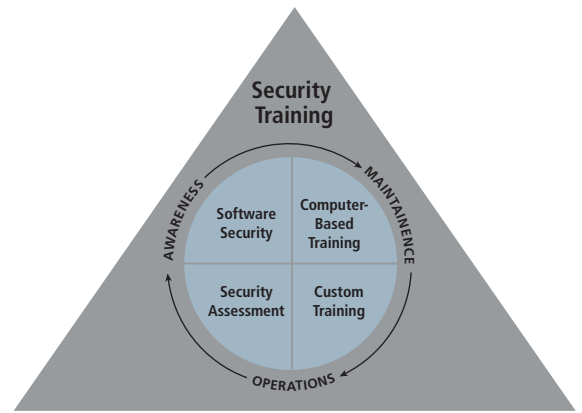 Security
Training
AWARENESS
MAINTAINENCE
Software
Security
Computer-
Based
Training
Security
Assessment
Custom
Training
OPERATIONS